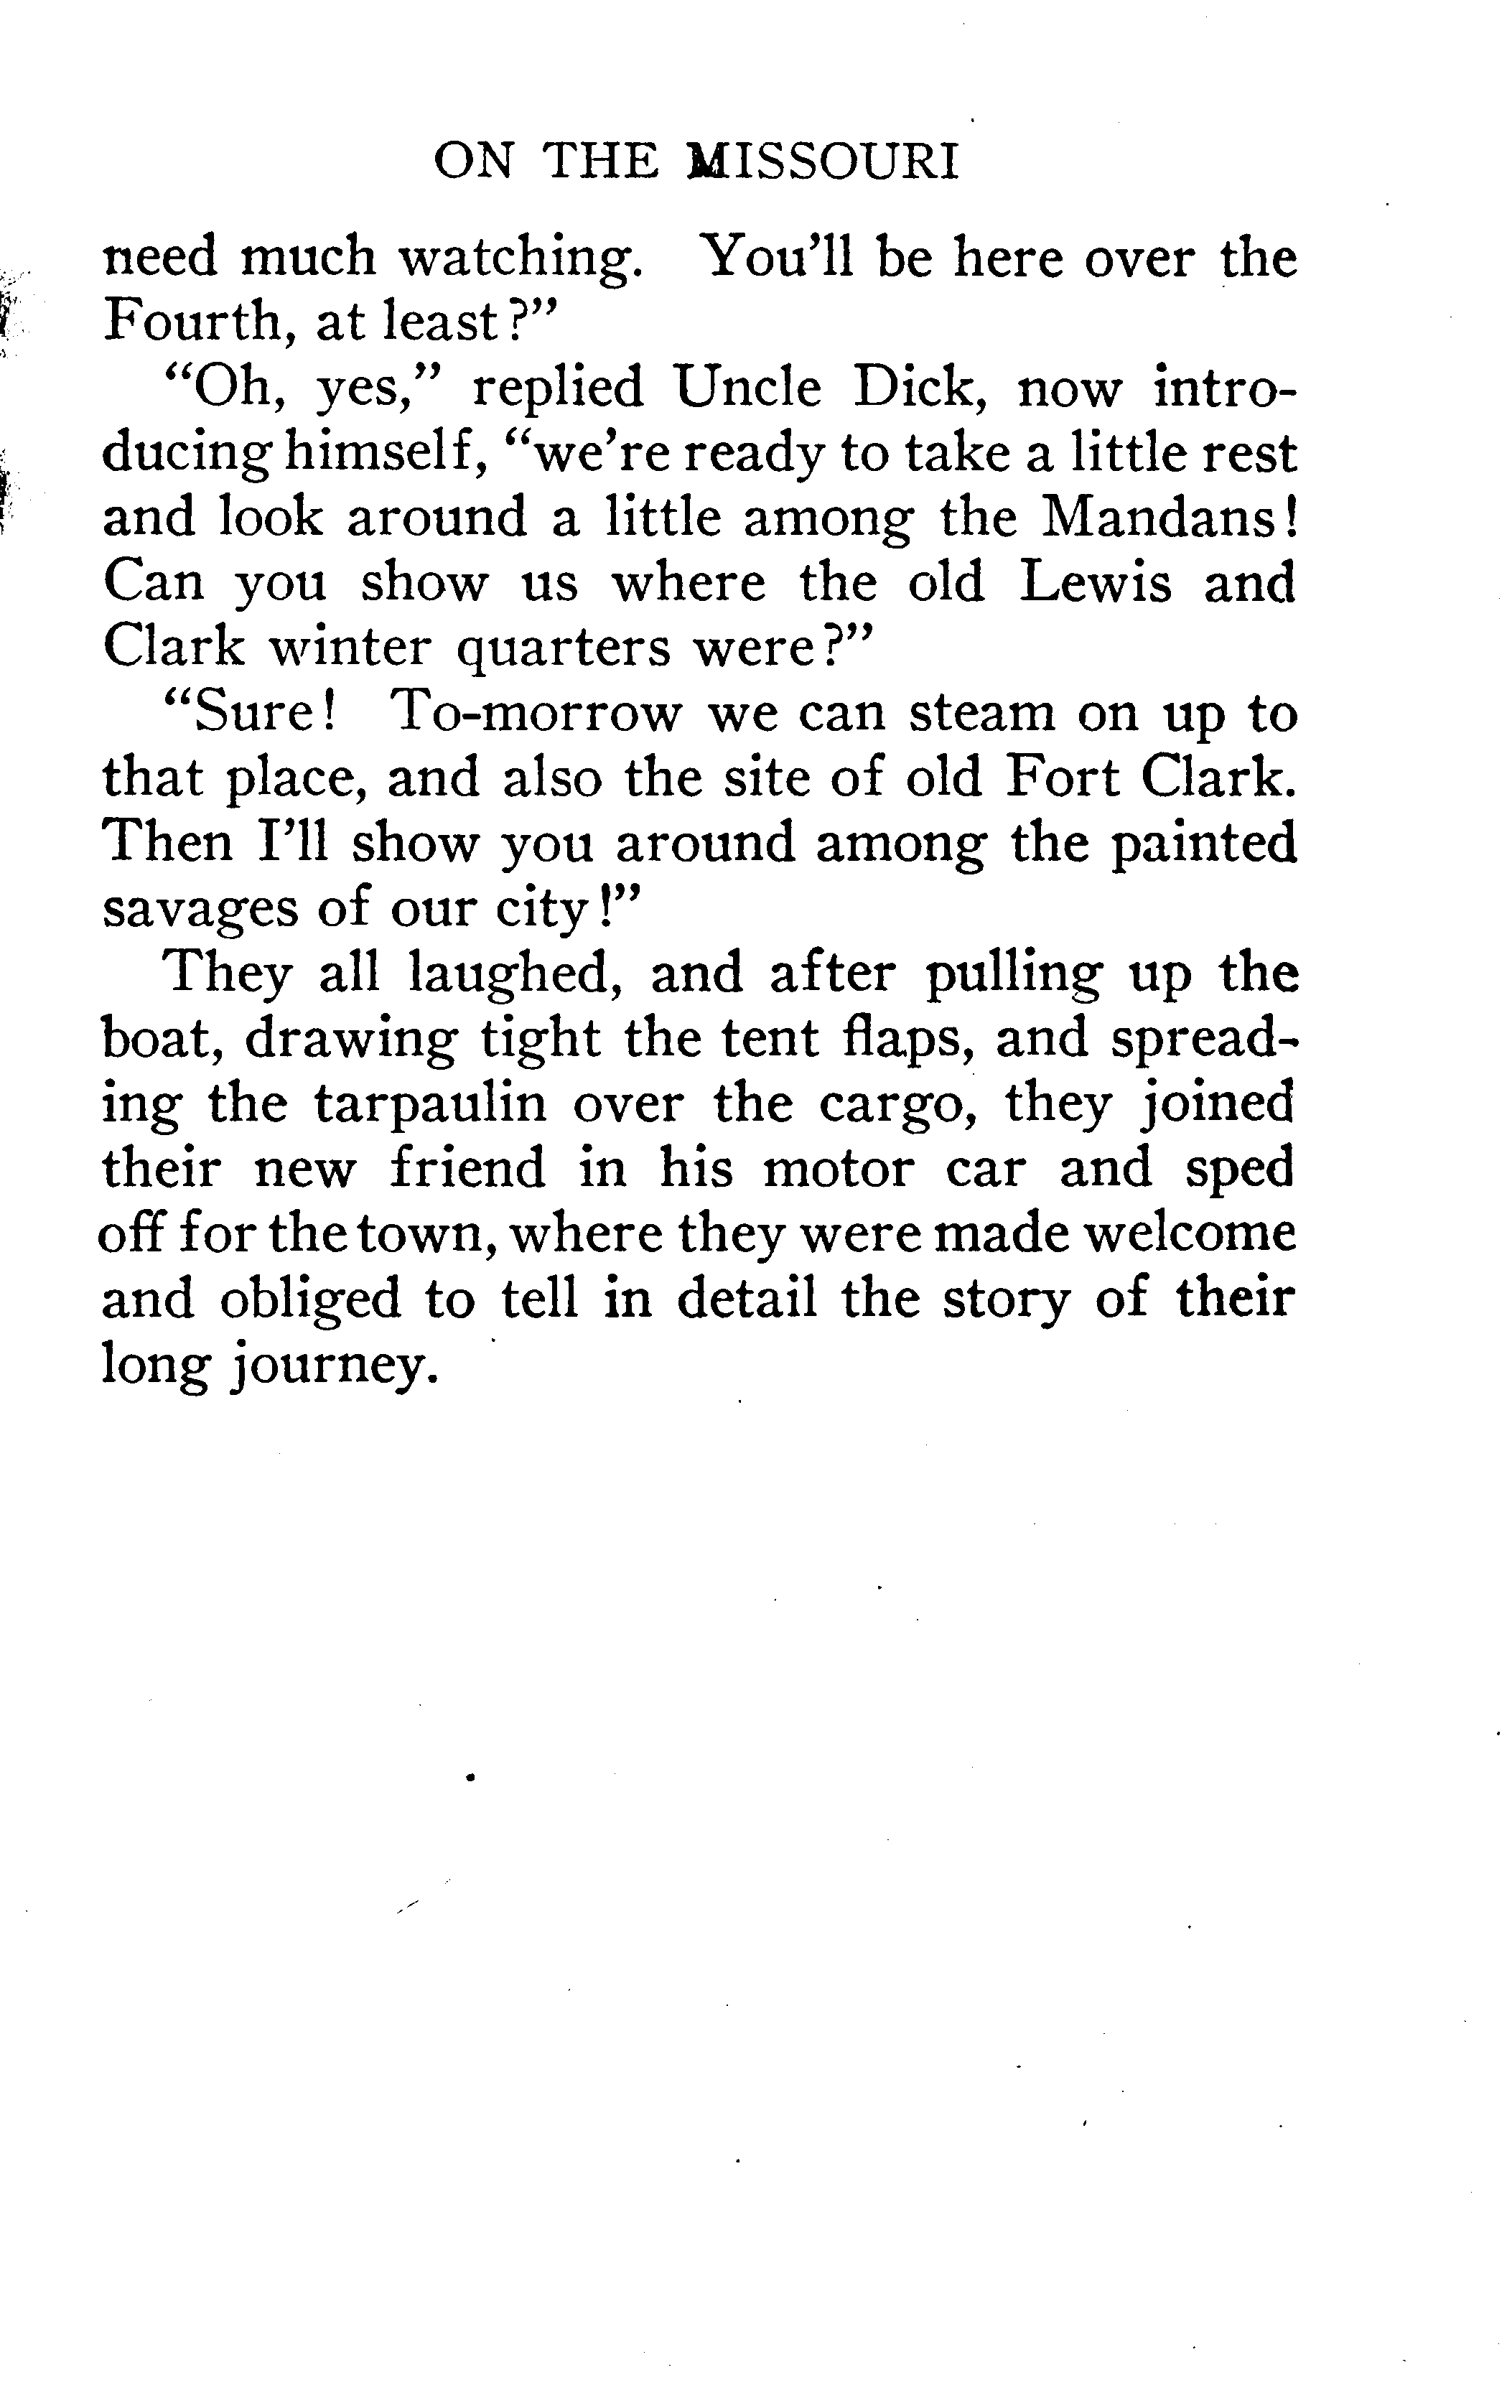 ON THE MISSOURI
need much watching. You'll be here over the
Fourth, at least?”
“Oh, yes,” replied Uncle Dick, now intro-
ducing himself, “we're ready to take a little rest
and look around a little among the Mandans!
Can you show us where the old Lewis and
Clark winter quarters were?”
“Sure! To-morrow we can steam on up to
that place, and also the site of old Fort Clark.
Then I'll show you around among the painted
savages of our city!”
They all laughed, and after pulling up the
boat, drawing tight the tent flaps, and spread-
ing the tarpaulin over the cargo, they joined
their new friend in his motor car and sped
off for the town, where they were made welcome
and obliged to tell in detail the story of their
long journey.